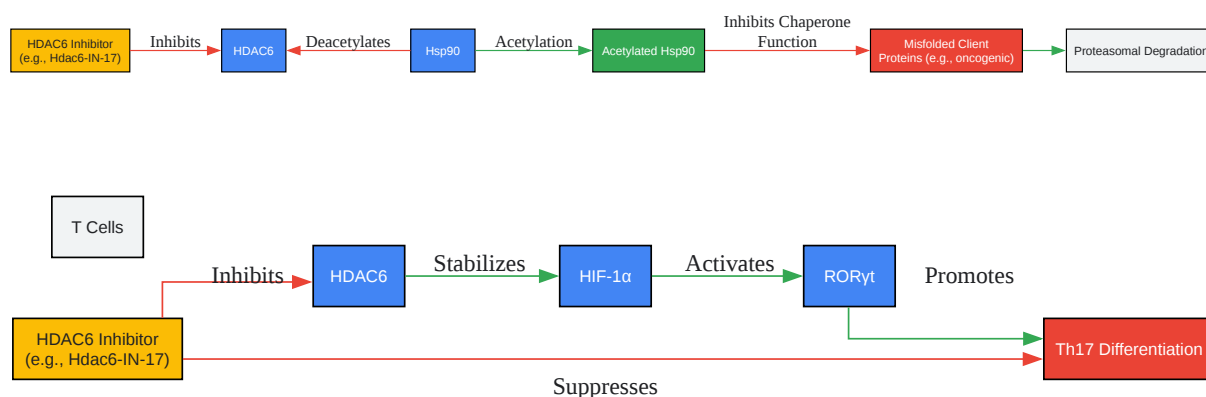 HDAC6 Inhibitor
(e.g., Hdac6-IN-17)
Inhibits
HDAC6
Deacetylates
Hsp90
Acetylation
Acetylated Hsp90
Inhibits Chaperone
Function
Misfolded Client
Proteins (e.g., oncogenic)
Proteasomal Degradation
T Cells
Inhibits
HDAC6
Stabilizes
HIF-1α
Activates
RORγt
Promotes
HDAC6 Inhibitor
(e.g., Hdac6-IN-17)
Th17 Differentiation
Suppresses